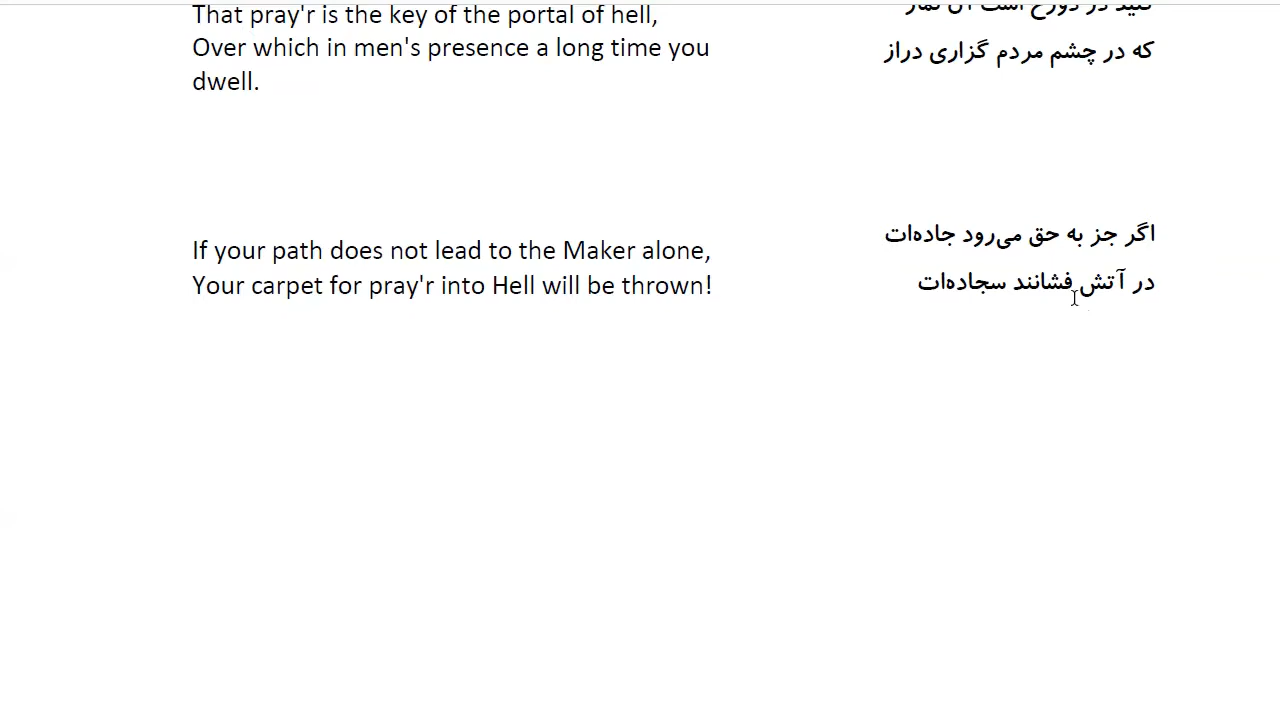 That pray'r is the key of the portal of hell,
Over which in men's presence a long time you
dwell.
که در چشم مردم گزاری دراز
If your path does not lead to the Maker alone,
Your carpet for pray'r into Hell will be thrown!
اگر جز به حق می‌رود جاده‌ات
در آتش فشانند سجاده‌ات